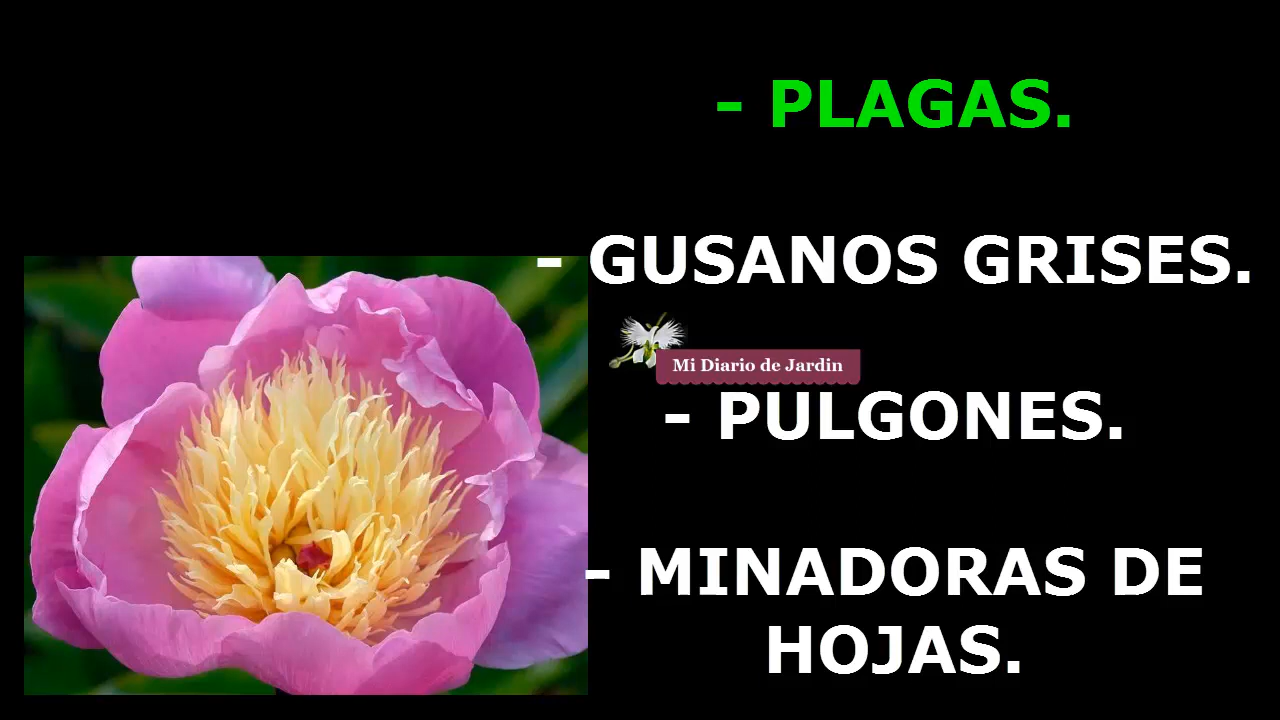 - PLAGAS.
- GUSANOS GRISES.
Mi Diario de Jardin
- PULGONES.
- MINADORAS DE
HOJAS.